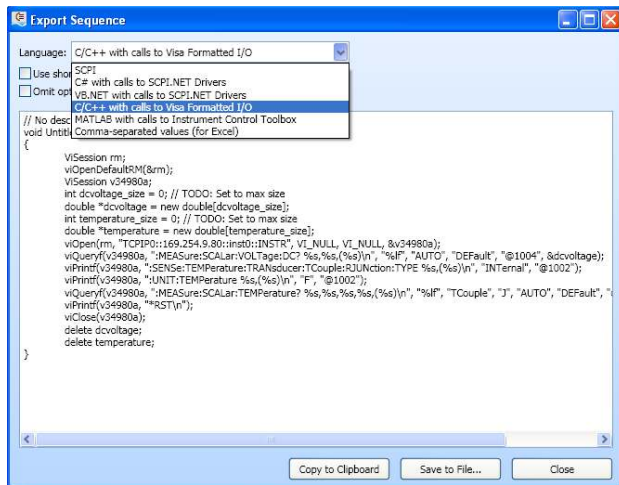 Export Sequence
Language: C/C++ with calls to Visa Formatted I/O
Use shor
SCPI
C# with calls to SCPI.NET Drivers
Omit opt
VB.NET with calls to SCPI.NET Drivers
C/C++ with calls to Visa Formatted I/O
MATLAB with calls to Instrument Control Toolbox
Comma-separated values (for Excel)
// No desc
void Untitle
{
ViSession rm;
viOpenDefaultRM(&rm);
ViSession v34980a;
int dcvoltage_size = 0; // TODO: Set to max size
double *dcvoltage = new double[dcvoltage_size];
int temperature_size = 0; // TODO: Set to max size
double *temperature = new double[temperature_size];
viOpen(rm, "TCPIP0::169.254.9.80::inst0::INSTR", VI_NULL, VI_NULL, &v34980a);
viQueryf(v34980a, ":MEASure:SCALar:VOLTage:DC? %s,%s,(%s)\n", "%lf", "AUTO", "DEFault", "@1004", &dcvoltage);
viPrintf(v34980a, ":SENSe:TEMPerature:TRANsducer:TCouple:RJUNction:TYPE %s,(%s)\n", "INTernal", "@1002");
viPrintf(v34980a, ":UNIT:TEMPerature %s,(%s)\n", "F", "@1002");
viQueryf(v34980a, ":MEASure:SCALar:TEMPerature? %s,%s,%s,%s,(%s)\n", "%lf", "TCouple", "J", "AUTO", "DEFault", "
viPrintf(v34980a, "*RST\n");
viClose(v34980a);
delete dcvoltage;
delete temperature;
}
Copy to Clipboard
Save to File...
Close